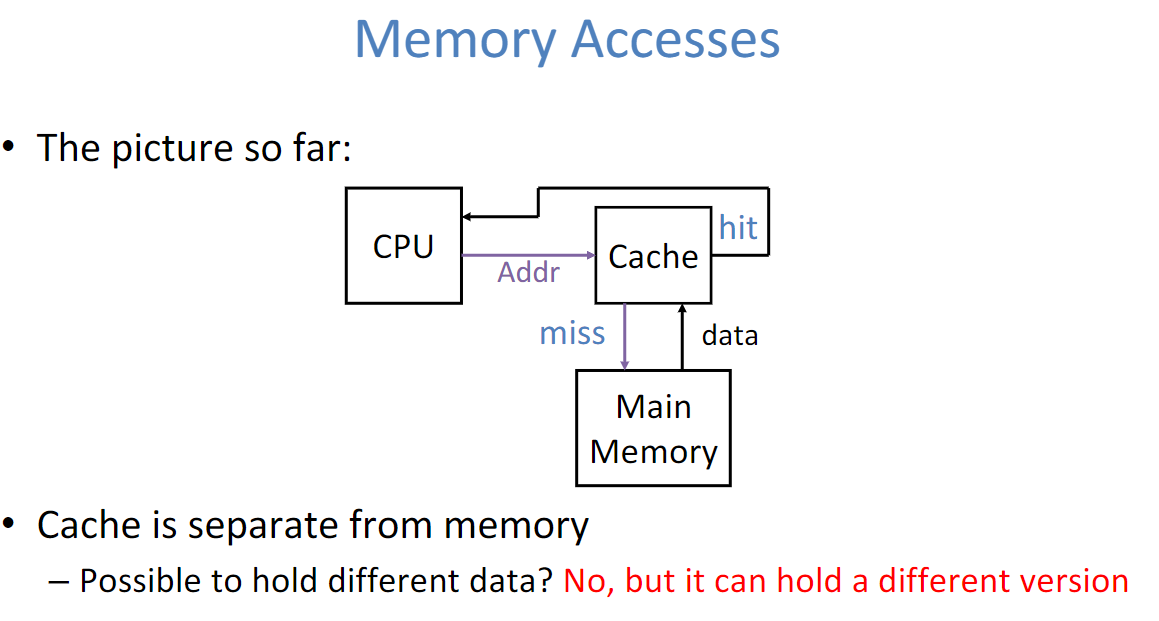 Memory Accesses
• The picture so far:
CPU
Addr
Cache
hit
miss
data
Main
Memory
• Cache is separate from memory
– Possible to hold different data? No, but it can hold a different version